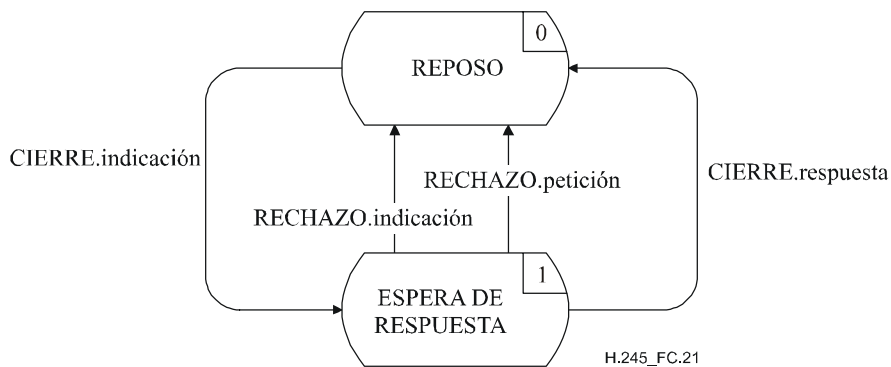 0
REPOSO
CIERRE.indicación
RECHAZO.petición
CIERRE.respuesta
RECHAZO.indicación
1
ESPERA DE
RESPUESTA
H.245_FC.21